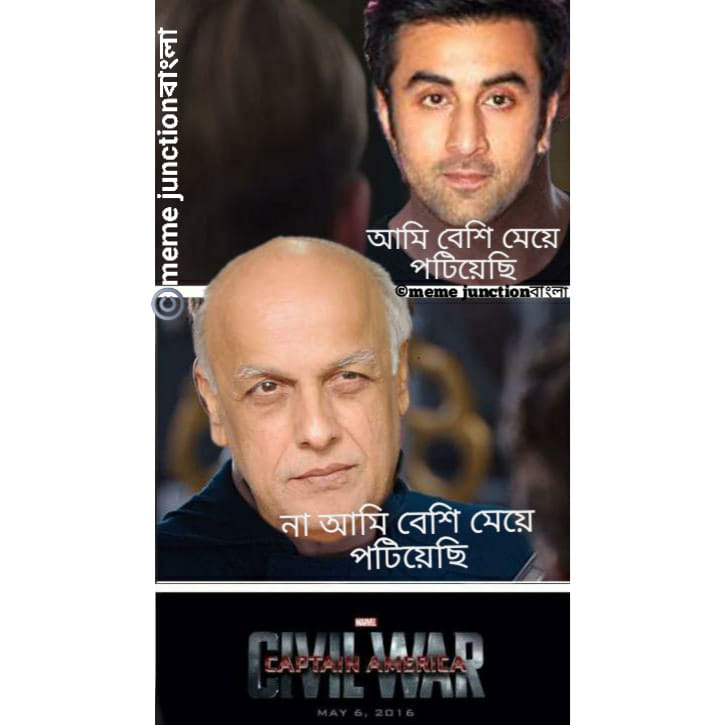 ©meme junctionবাংলা
আমি বেশি মেয়ে
পটিয়েছি
©meme junctionবাংলা
না আমি বেশি মেয়ে
পটিয়েছি
MARVEL
CAPTAIN AMERICA
CIVIL WAR
MAY 6, 2016